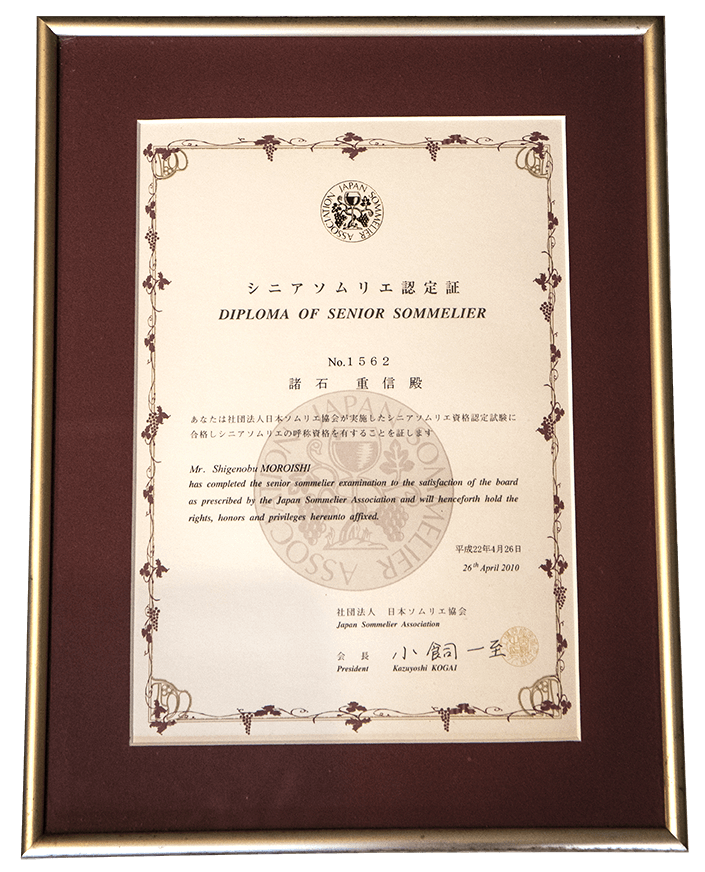 JAPAN SOMMELIER ASSOCIATION
シニアソムリエ認定証
DIPLOMA OF SENIOR SOMMELIER
No.1562
諸石 重信殿
あなたは社団法人日本ソムリエ協会が実施したシニアソムリエ資格認定試験に
合格しシニアソムリエの呼称資格を有することを証します
Mr. Shigenobu MOROISHI
has completed the senior sommelier examination to the satisfaction of the board
as prescribed by the Japan Sommelier Association and will henceforth hold the
rights, honors and privileges hereunto affixed.
JAPAN SOMMELIER ASSOCIATION
平成22年4月26日
26th April 2010
社団法人 日本ソムリエ協会
Japan Sommelier Association
会長 小飼一至
President Kazuyoshi KOGAI